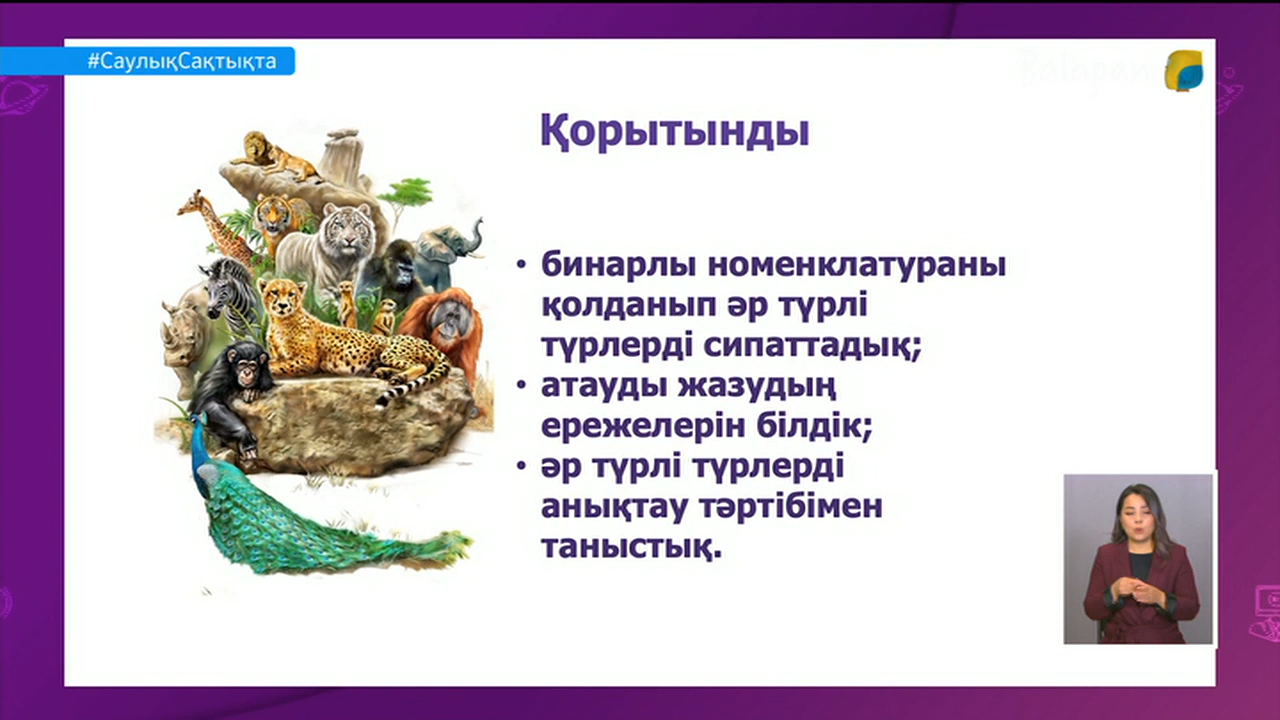 #СаулықСақтықта
Қорытынды
• бинарлы номенклатураны
қолданып әр түрлі
түрлерді сипаттадық;
• атауды жазудың
ережелерін білдік;
• әр түрлі түрлерді
анықтау тәртібімен
таныстық.